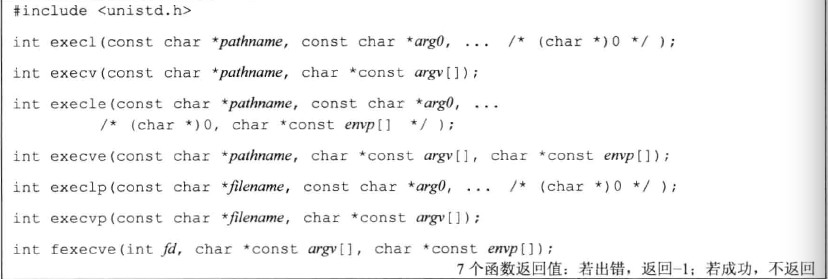 #include <unistd.h>
int execl(const char *pathname, const char *arg0, ... /* (char *)0 */ );
int execv(const char *pathname, char *const argv[]);
int execle(const char *pathname, const char *arg0, ...
/* (char *)0, char *const envp[] */ );
int execve(const char *pathname, char *const argv[], char *const envp[]);
int execlp(const char *filename, const char *arg0, ... /* (char *)0 */ );
int execvp(const char *filename, char *const argv[]);
int fexecve(int fd, char *const argv[], char *const envp[]);
7 个函数返回值：若出错，返回-1；若成功，不返回